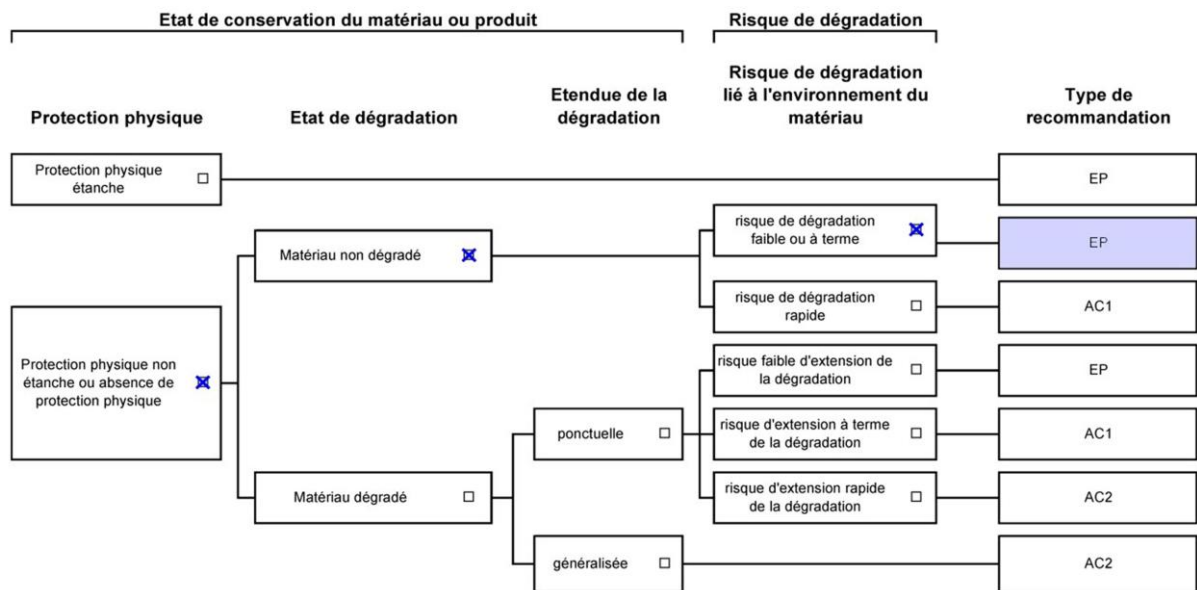 Etat de conservation du matériau ou produit
Risque de dégradation
Protection physique
Etat de dégradation
Etendue de la
dégradation
Risque de dégradation
lié à l'environnement du
matériau
Type de
recommandation
Protection physique
étanche
EP
Protection physique non
étanche ou absence de
protection physique
Matériau non dégradé
risque de dégradation
faible ou à terme
EP
risque de dégradation
rapide
AC1
Matériau dégradé
ponctuelle
risque faible d'extension de
la dégradation
EP
risque d'extension à terme
de la dégradation
AC1
risque d'extension rapide
de la dégradation
AC2
généralisée
AC2